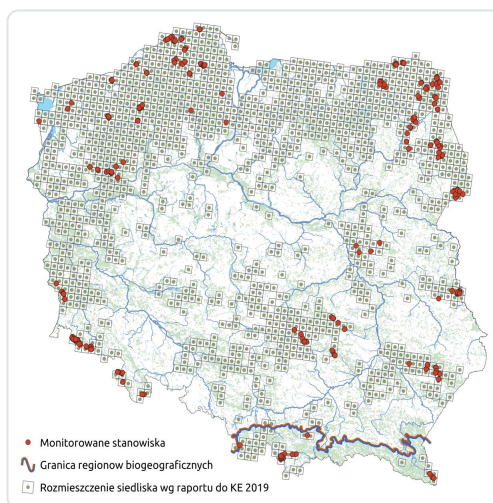 Monitorowane stanowiska
Granica regionow biogeograficznych
Rozmieszczenie siedliska wg raportu do KE 2019